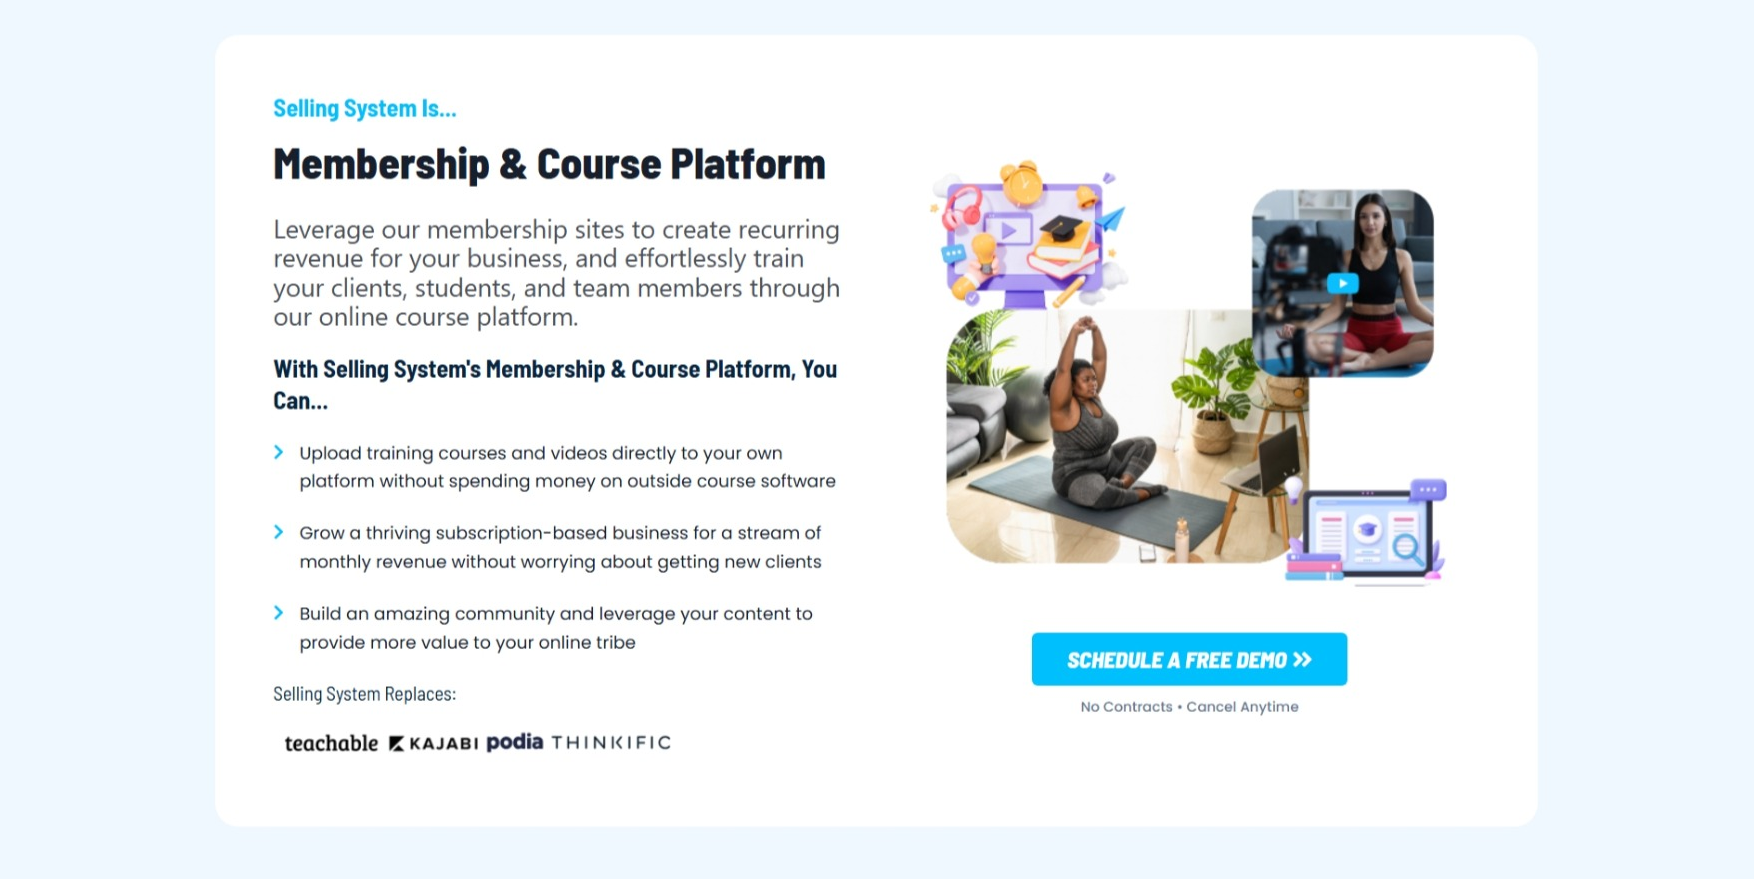 Selling System Is...
Membership & Course Platform
Leverage our membership sites to create recurring
revenue for your business, and effortlessly train
your clients, students, and team members through
our online course platform.
With Selling System's Membership & Course Platform, You
Can...
Upload training courses and videos directly to your own
platform without spending money on outside course software
Grow a thriving subscription-based business for a stream of
monthly revenue without worrying about getting new clients
Build an amazing community and leverage your content to
provide more value to your online tribe
Selling System Replaces:
teachable KAJABI podia THINKIFIC
SCHEDULE A FREE DEMO »
No Contracts • Cancel Anytime